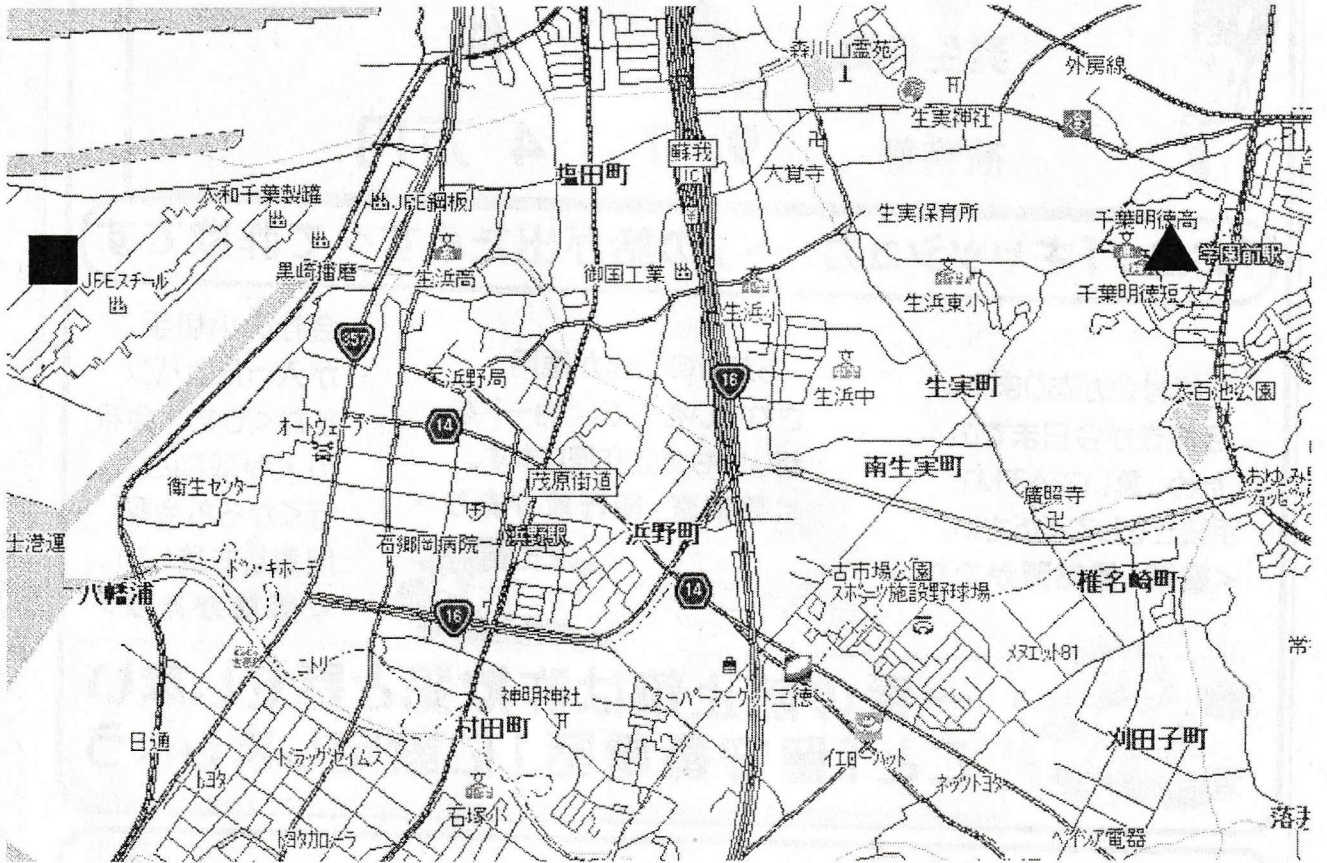 森川山霊苑
外房線
生実神社
蘇我
IC
塩田町
大覚寺
大和千葉製罐
JFE鋼板
生実保育所
千葉明徳高
黒崎播磨
生浜高
御国工業
学園前駅
JFEスチール
生浜小
生浜東小
千葉明徳短大
357
浜野局
16
生浜中
生実町
大百池公園
オートウェーブ
14
茂原街道
南生実町
おゆみ野
衛生センタ
廣照寺
土港運
石郷岡病院
浜野駅
浜野町
ドン・キホーテ
古市場公園
スポーツ施設野球場
椎名崎町
八幡浦
16
14
ニトリ
メヌエット81
常
神明神社
スーパーマーケット三徳
日通
村田町
刈田子町
トヨタ
ドラッグセイムス
イエローハット
ネッツトヨタ
石塚小
トヨタカローラ
ベイシア電器
落井